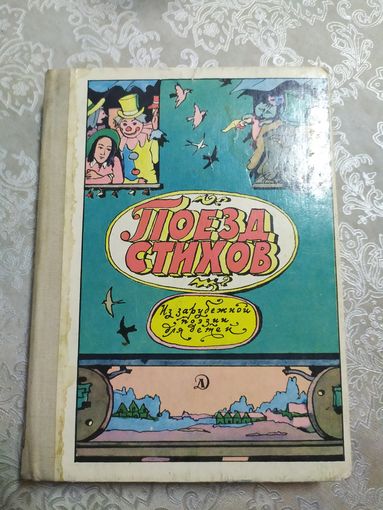 ПОЕЗД
СТИХОВ
Из зарубежной
поэзии
для детей
Д